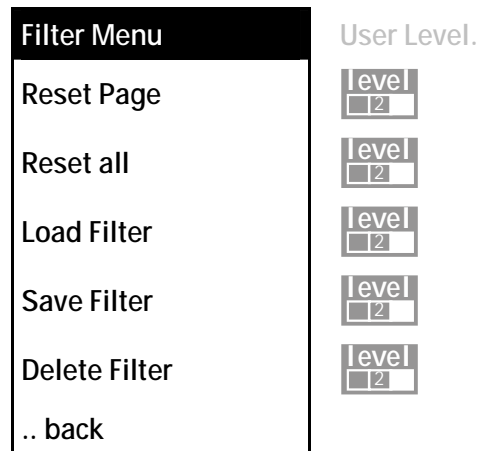 Filter Menu User Level.
Reset Page level 2
Reset all level 2
Load Filter level 2
Save Filter level 2
Delete Filter level 2
.. back